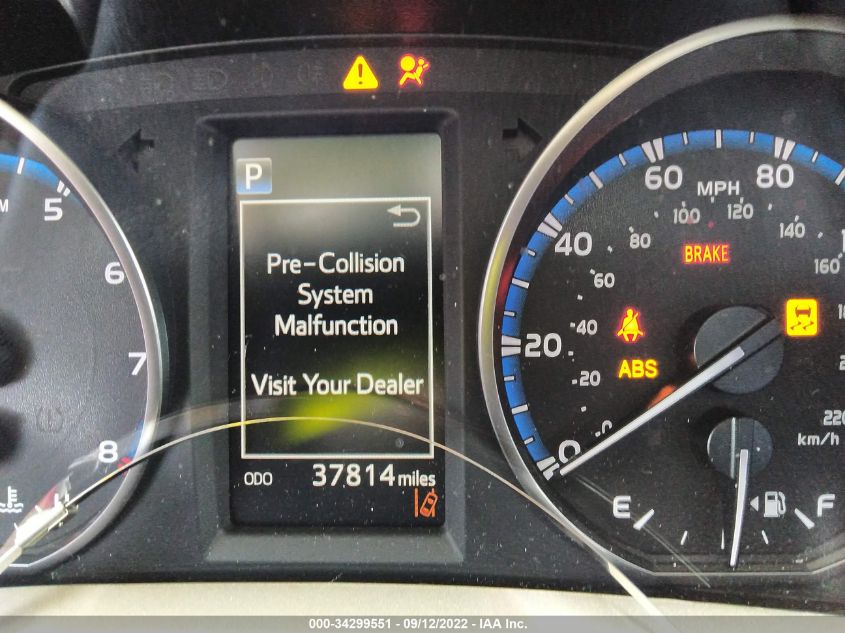 P
Pre-Collision
System
Malfunction
Visit Your Dealer
ODO 37814 miles
5
6
7
8
H
0
20
40
60
80
MPH
0
20
40
60
80
100
120
140
160
220
km/h
BRAKE
ABS
E
F
000-34299551 - 09/12/2022 - IAA Inc.